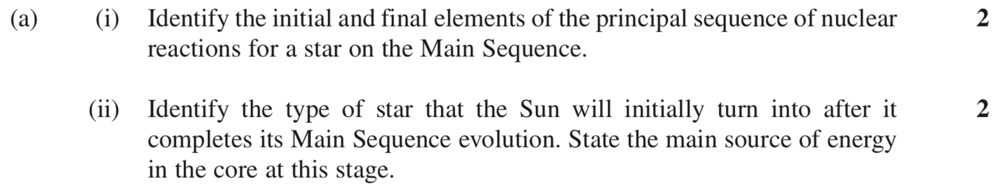 (a) (i) Identify the initial and final elements of the principal sequence of nuclear 2
reactions for a star on the Main Sequence.
(ii) Identify the type of star that the Sun will initially turn into after it 2
completes its Main Sequence evolution. State the main source of energy
in the core at this stage.